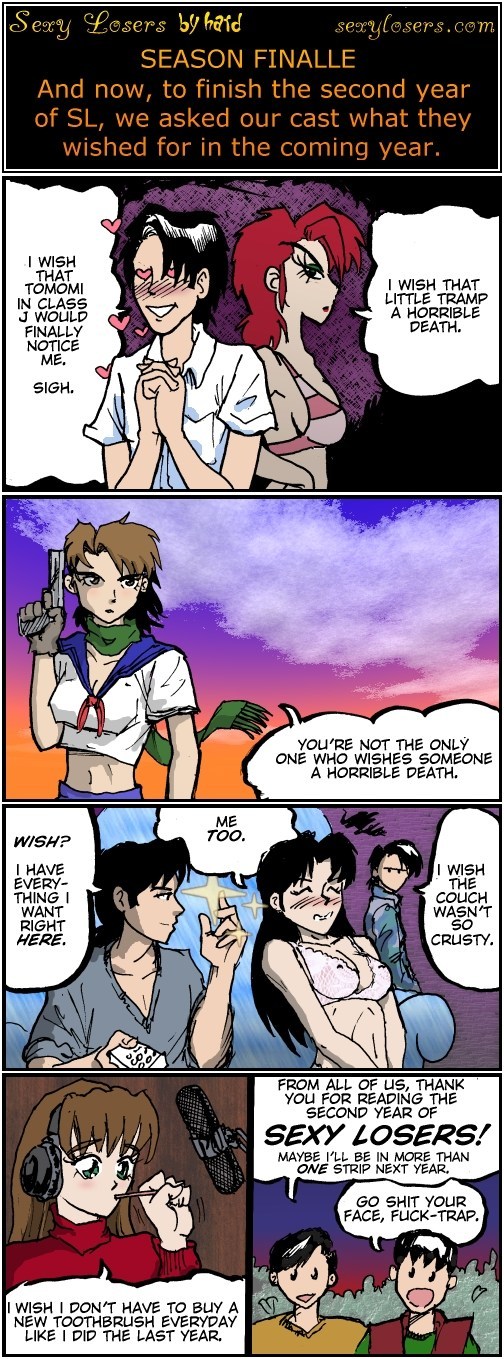 Sexy Losers by hard sexylosers.com
SEASON FINALLE
And now, to finish the second year
of SL, we asked our cast what they
wished for in the coming year.
I WISH
THAT
TOMOMI
IN CLASS
J WOULD
FINALLY
NOTICE
ME.
SIGH.
I WISH THAT
LITTLE TRAMP
A HORRIBLE
DEATH.
YOU'RE NOT THE ONLY
ONE WHO WISHES SOMEONE
A HORRIBLE DEATH.
WISH?
I HAVE
EVERY-
THING I
WANT
RIGHT
HERE.
ME
TOO.
I WISH
THE
COUCH
WASN'T
SO
CRUSTY.
I WISH I DON'T HAVE TO BUY A
NEW TOOTHBRUSH EVERYDAY
LIKE I DID THE LAST YEAR.
FROM ALL OF US, THANK
YOU FOR READING THE
SECOND YEAR OF
SEXY LOSERS!
MAYBE I'LL BE IN MORE THAN
ONE STRIP NEXT YEAR.
GO SHIT YOUR
FACE, FUCK-TRAP.